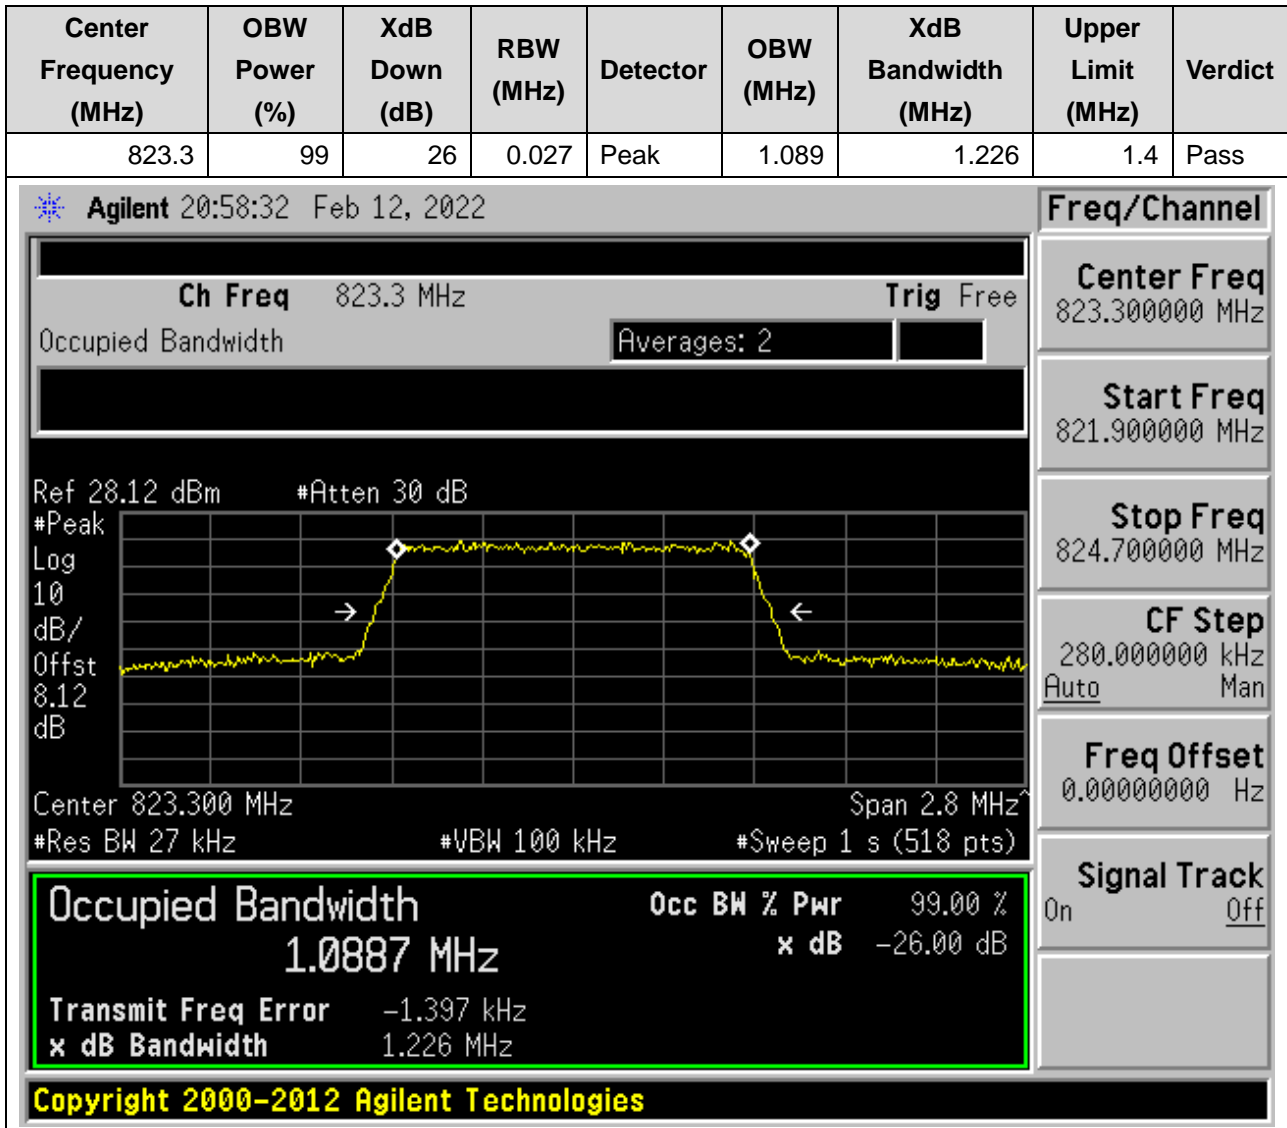 Center Frequency (MHz) OBW Power (%) XdB Down (dB) RBW (MHz) Detector OBW (MHz) XdB Bandwidth (MHz) Upper Limit (MHz) Verdict
823.3 99 26 0.027 Peak 1.089 1.226 1.4 Pass
Agilent 20:58:32 Feb 12, 2022
Freq/Channel
Ch Freq 823.3 MHz Trig Free
Occupied Bandwidth Averages: 2
Center Freq
823.300000 MHz
Start Freq
821.900000 MHz
Stop Freq
824.700000 MHz
CF Step
280.000000 kHz
Auto Man
Freq Offset
0.00000000 Hz
Signal Track
On Off
Ref 28.12 dBm #Atten 30 dB
#Peak
Log
10
dB/
Offst
8.12
dB
Center 823.300 MHz Span 2.8 MHz^
#Res BW 27 kHz #VBW 100 kHz #Sweep 1 s (518 pts)
Occupied Bandwidth Occ BW % Pwr 99.00 %
1.0887 MHz x dB -26.00 dB
Transmit Freq Error -1.397 kHz
x dB Bandwidth 1.226 MHz
Copyright 2000-2012 Agilent Technologies